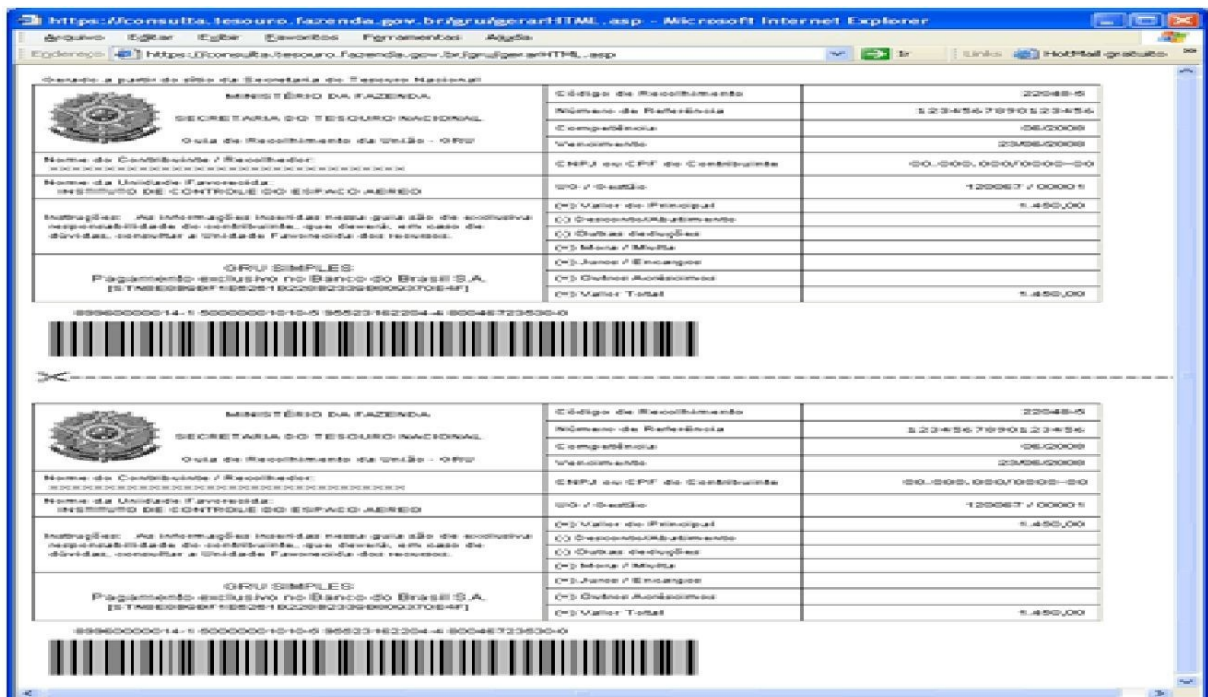 https://consulta.tesouro.fazenda.gov.br/gru/gerarHTML.asp - Microsoft Internet Explorer
Arquivo Editar Exibir Favoritos Ferramentas Ajuda
Endereço https://consulta.tesouro.fazenda.gov.br/gru/gerarHTML.asp Ir Links HotMail gratuito
Gerado a partir do sítio da Secretaria do Tesouro Nacional
MINISTÉRIO DA FAZENDA
SECRETARIA DO TESOURO NACIONAL
Guia de Recolhimento da União - GRU
Código de Recolhimento 22048-5
Número de Referência 1234567890123456
Competência 06/2008
Vencimento 23/06/2008
Nome do Contribuinte / Recolhedor:
CNPJ ou CPF do Contribuinte 00.000.000/0000-00
Nome da Unidade Favorecida:
INSTITUTO DE CONTROLE DO ESPACO AEREO
UG / Gestão 120067 / 00001
Instruções: As informações inseridas nessa guia são de exclusiva
responsabilidade do contribuinte, que deverá, em caso de
dúvidas, consultar a Unidade Favorecida dos recursos.
(=) Valor do Principal 1.450,00
(-) Desconto/Abatimento
(-) Outras deduções
(+) Mora / Multa
(+) Juros / Encargos
(+) Outros Acréscimos
(=) Valor Total 1.450,00
GRU SIMPLES
Pagamento exclusivo no Banco do Brasil S.A.
MINISTÉRIO DA FAZENDA
SECRETARIA DO TESOURO NACIONAL
Guia de Recolhimento da União - GRU
Código de Recolhimento 22048-5
Número de Referência 1234567890123456
Competência 06/2008
Vencimento 23/06/2008
Nome do Contribuinte / Recolhedor:
CNPJ ou CPF do Contribuinte 00.000.000/0000-00
Nome da Unidade Favorecida:
INSTITUTO DE CONTROLE DO ESPACO AEREO
UG / Gestão 120067 / 00001
Instruções: As informações inseridas nessa guia são de exclusiva
responsabilidade do contribuinte, que deverá, em caso de
dúvidas, consultar a Unidade Favorecida dos recursos.
(=) Valor do Principal 1.450,00
(-) Desconto/Abatimento
(-) Outras deduções
(+) Mora / Multa
(+) Juros / Encargos
(+) Outros Acréscimos
(=) Valor Total 1.450,00
GRU SIMPLES
Pagamento exclusivo no Banco do Brasil S.A.